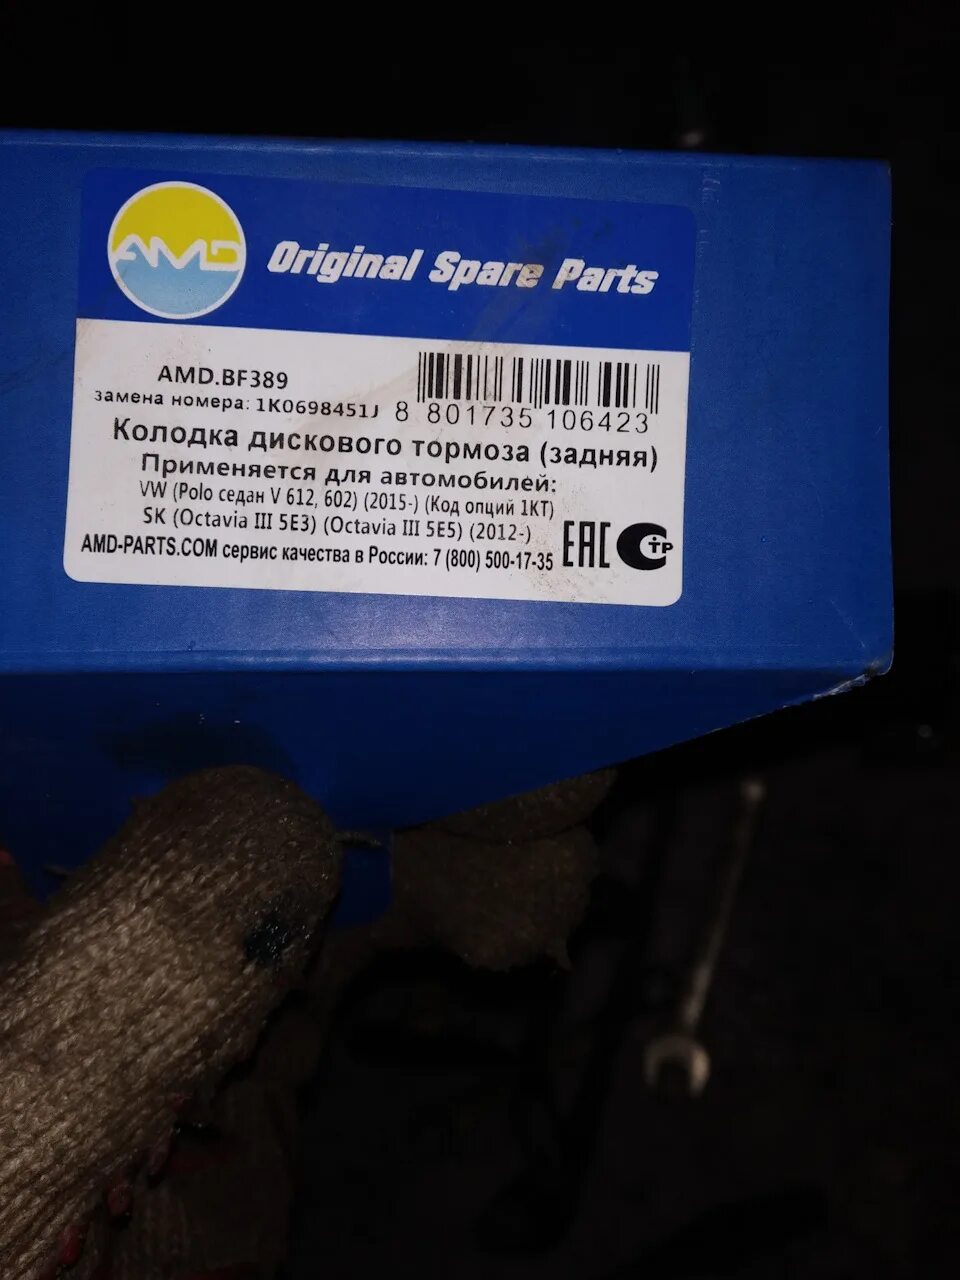 AMD
Original Spare Parts
AMD.BF389
замена номера: 1K0698451J
8 801735 106423
Колодка дискового тормоза (задняя)
Применяется для автомобилей:
VW (Polo седан V 612, 602) (2015-) (Код опций 1KT)
SK (Octavia III 5E3) (Octavia III 5E5) (2012-)
AMD-PARTS.COM сервис качества в России: 7 (800) 500-17-35
EAC
СТР